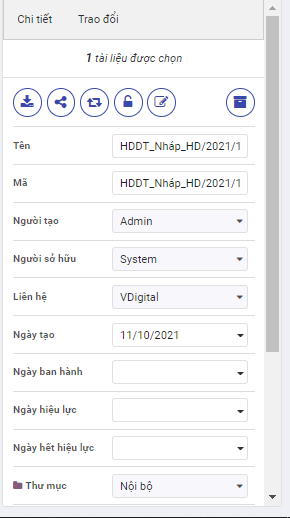 Chi tiết Trao đổi
1 tài liệu được chọn
Tên HDDT_Nháp_HD/2021/1
Mã HDDT_Nháp_HD/2021/1
Người tạo Admin
Người sở hữu System
Liên hệ VDigital
Ngày tạo 11/10/2021
Ngày ban hành
Ngày hiệu lực
Ngày hết hiệu lực
Thư mục Nội bộ